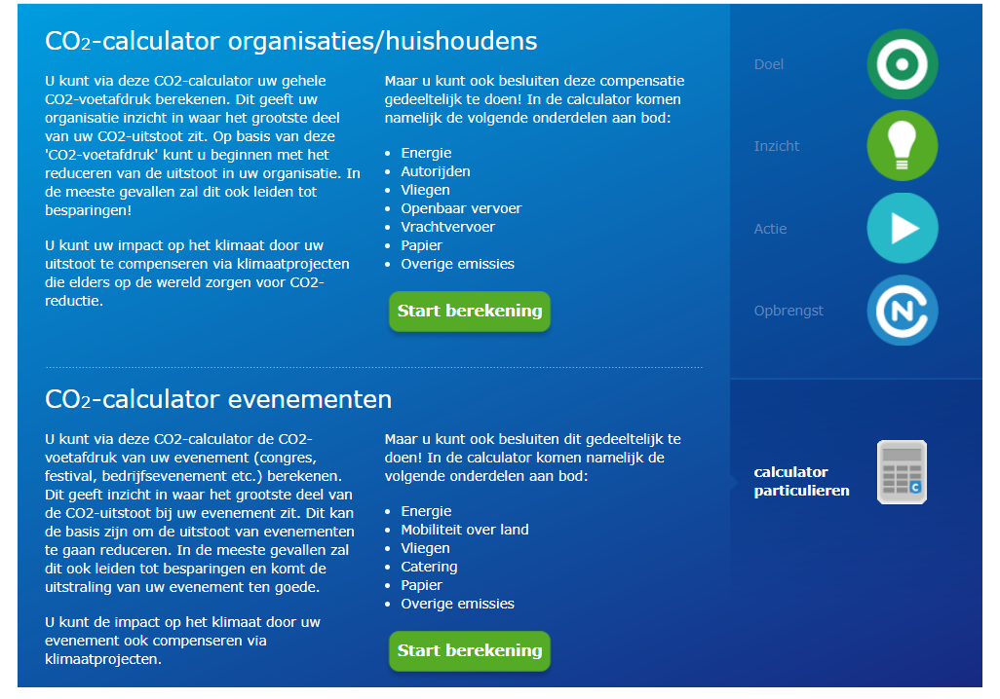 CO2-calculator organisaties/huishoudens
U kunt via deze CO2-calculator uw gehele
CO2-voetafdruk berekenen. Dit geeft uw
organisatie inzicht in waar het grootste deel
van uw CO2-uitstoot zit. Op basis van deze
'CO2-voetafdruk' kunt u beginnen met het
reduceren van de uitstoot in uw organisatie. In
de meeste gevallen zal dit ook leiden tot
besparingen!
U kunt uw impact op het klimaat door uw
uitstoot te compenseren via klimaatprojecten
die elders op de wereld zorgen voor CO2-
reductie.
Maar u kunt ook besluiten deze compensatie
gedeeltelijk te doen! In de calculator komen
namelijk de volgende onderdelen aan bod:
• Energie
• Autorijden
• Vliegen
• Openbaar vervoer
• Vrachtvervoer
• Papier
• Overige emissies
Start berekening
CO2-calculator evenementen
U kunt via deze CO2-calculator de CO2-
voetafdruk van uw evenement (congres,
festival, bedrijfsevenement etc.) berekenen.
Dit geeft inzicht in waar het grootste deel van
de CO2-uitstoot bij uw evenement zit. Dit kan
de basis zijn om de uitstoot van evenementen
te gaan reduceren. In de meeste gevallen zal
dit ook leiden tot besparingen en komt de
uitstraling van uw evenement ten goede.
U kunt de impact op het klimaat door uw
evenement ook compenseren via
klimaatprojecten.
Maar u kunt ook besluiten dit gedeeltelijk te
doen! In de calculator komen namelijk de
volgende onderdelen aan bod:
• Energie
• Mobiliteit over land
• Vliegen
• Catering
• Papier
• Overige emissies
Start berekening
Doel
Inzicht
Actie
Opbrengst
CN
calculator
particulieren
C